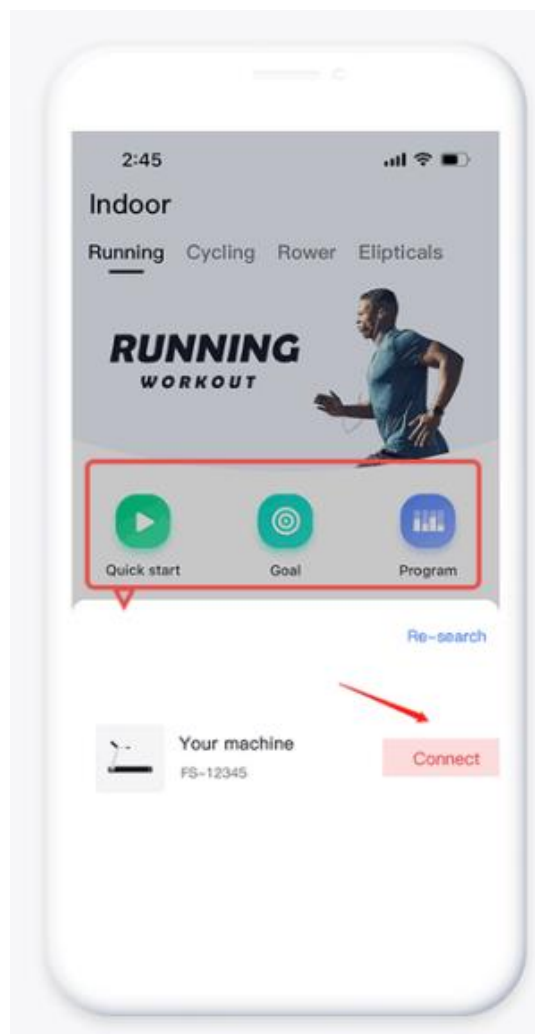 2:45
Indoor
Running Cycling Rower Elipticals
RUNNING
WORKOUT
Quick start Goal Program
Re-search
Your machine
FS-12345
Connect